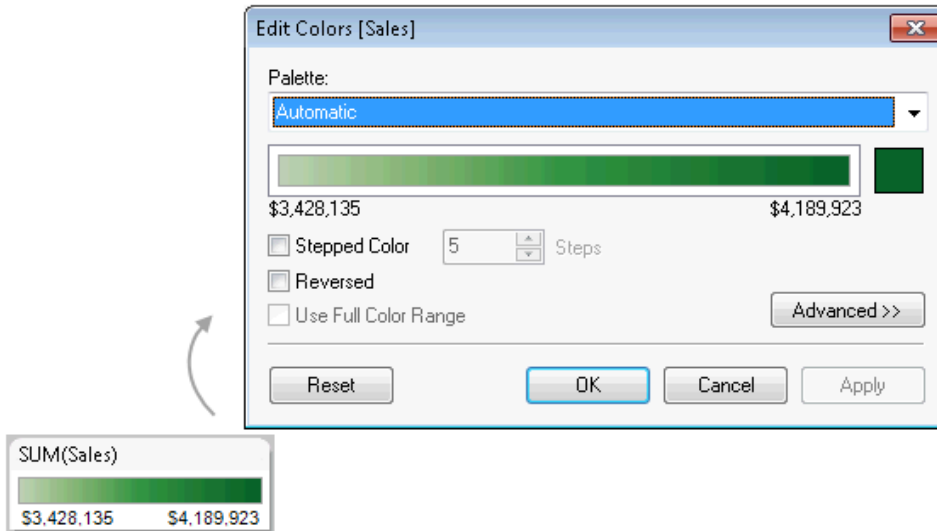 Edit Colors [Sales]
Palette:
Automatic
$3,428,135 $4,189,923
Stepped Color 5 Steps
Reversed
Use Full Color Range
Advanced >>
Reset OK Cancel Apply
SUM(Sales)
$3,428,135 $4,189,923